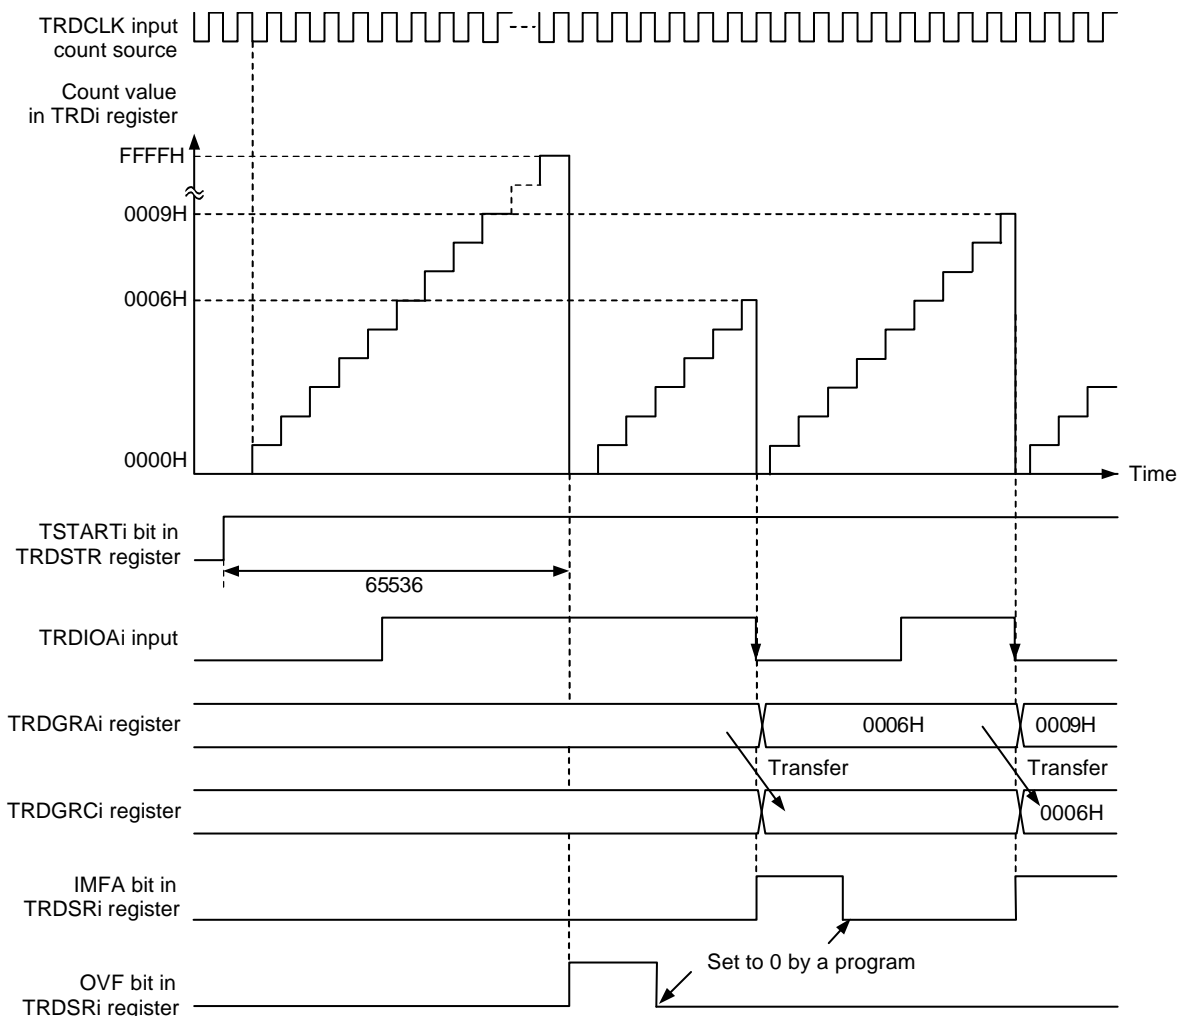 TRDCLK input
count source
Count value
in TRDi register
FFFFH
0009H
0006H
0000H
Time
TSTARTi bit in
TRDSTR register
65536
TRDIOAi input
TRDGRAi register
0006H
0009H
Transfer
Transfer
TRDGRCi register
0006H
IMFA bit in
TRDSRi register
Set to 0 by a program
OVF bit in
TRDSRi register